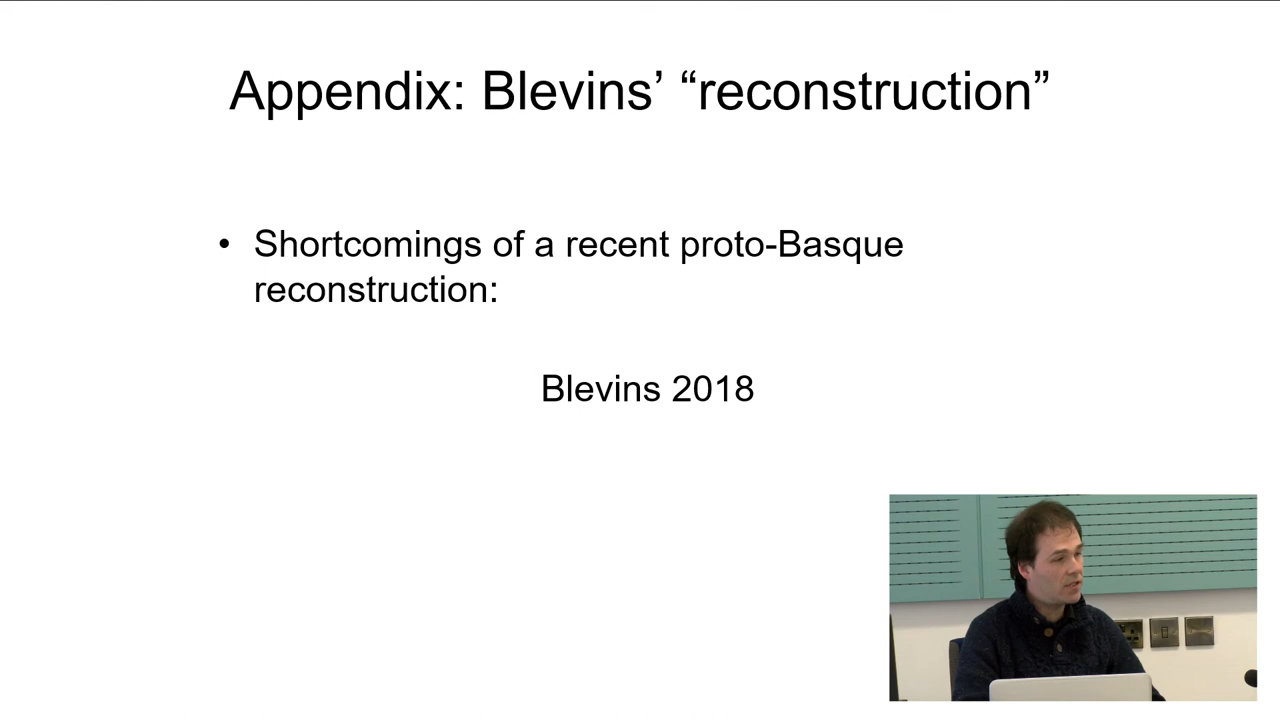 Appendix: Blevins’ “reconstruction”
• Shortcomings of a recent proto-Basque
reconstruction:
Blevins 2018